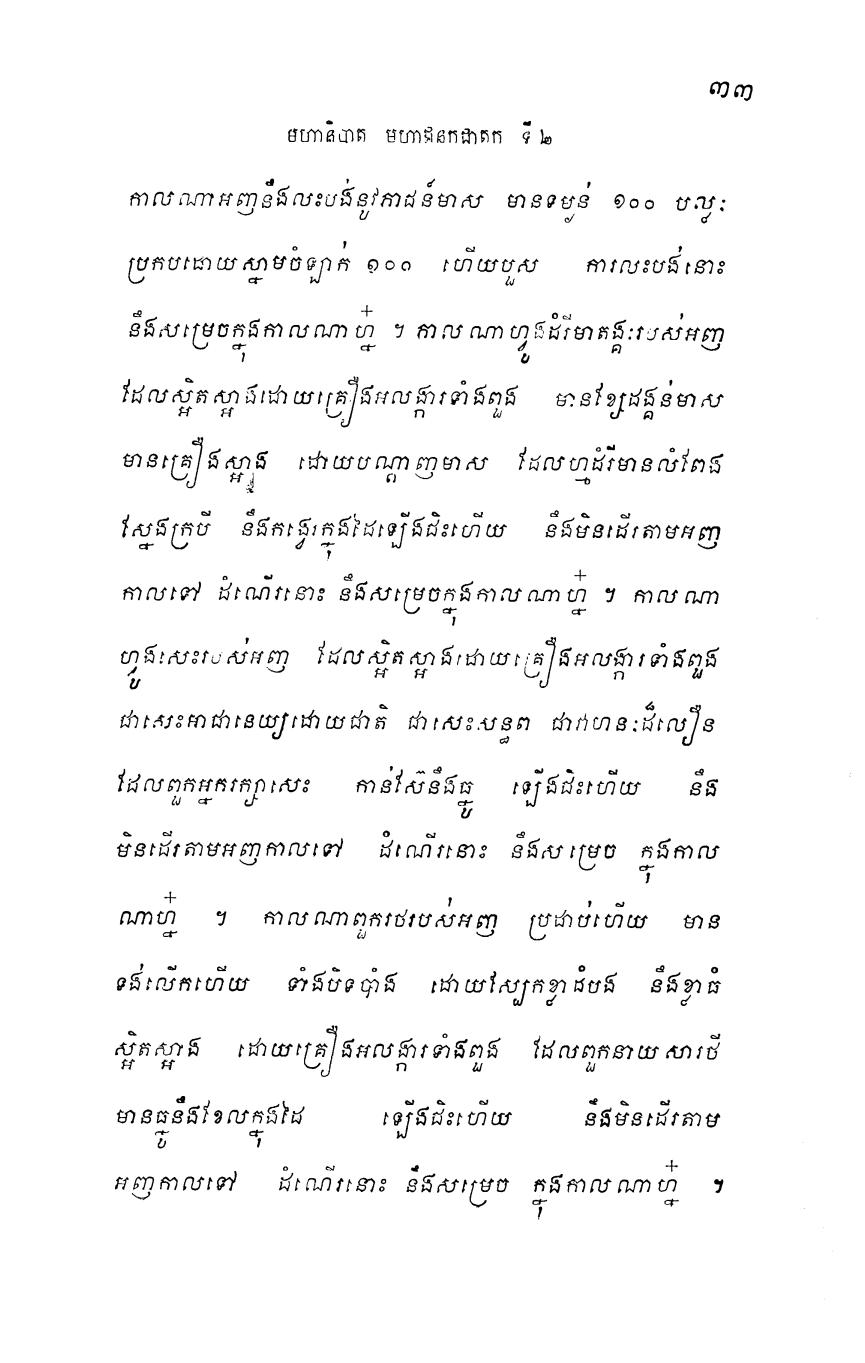 ៣៣
មហានិបាត មហាជនកជាតក ទី ២
កាលណាអញនឹងលះបង់នូវភាជន៍មាស មានទម្ងន់ ១០០ បល្លៈ
ប្រកបដោយស្នាមចំឡាក់ ១០០ ហើយបួស ការលះបង់នោះ
នឹងសម្រេចក្នុងកាលណាហ្ន៎ ។ កាលណាហ្វូងដំរីមាតង្គៈរបស់អញ
ដែលស្អិតស្អាងដោយគ្រឿងអលង្ការទាំងពួង មានខ្សែដង្គន់មាស
មានគ្រឿងស្អាង ដោយបណ្តាញមាស ដែលហ្មដំរីមានលំពែង
ស្នែងក្របី នឹងកង្វេរក្នុងដៃឡើងជិះហើយ នឹងមិនដើរតាមអញ
កាលទៅ ដំណើរនោះ នឹងសម្រេចក្នុងកាលណាហ្ន៎ ។ កាលណា
ហ្វូងសេះរបស់អញ ដែលស្អិតស្អាងដោយគ្រឿងអលង្ការទាំងពួង
ជាសេះអាជានេយ្យដោយជាតិ ជាសេះសន្ធព ជាវាហនៈដ៏លឿន
ដែលពួកអ្នករក្សាសេះ កាន់ស៊ែនឹងធ្នូ ឡើងជិះហើយ នឹង
មិនដើរតាមអញកាលទៅ ដំណើរនោះ នឹងសម្រេច ក្នុងកាល
ណាហ្ន៎ ។ កាលណាពួករថរបស់អញ ប្រដាប់ហើយ មាន
ទង់លើកហើយ ទាំងបិទបាំង ដោយស្បែកខ្លាដំបង នឹងខ្លាធំ
ស្អិតស្អាង ដោយគ្រឿងអលង្ការទាំងពួង ដែលពួកនាយសារថី
មានធ្នូនឹងខែលក្នុងដៃ ឡើងជិះហើយ នឹងមិនដើរតាម
អញកាលទៅ ដំណើរនោះ នឹងសម្រេច ក្នុងកាលណាហ្ន៎ ។